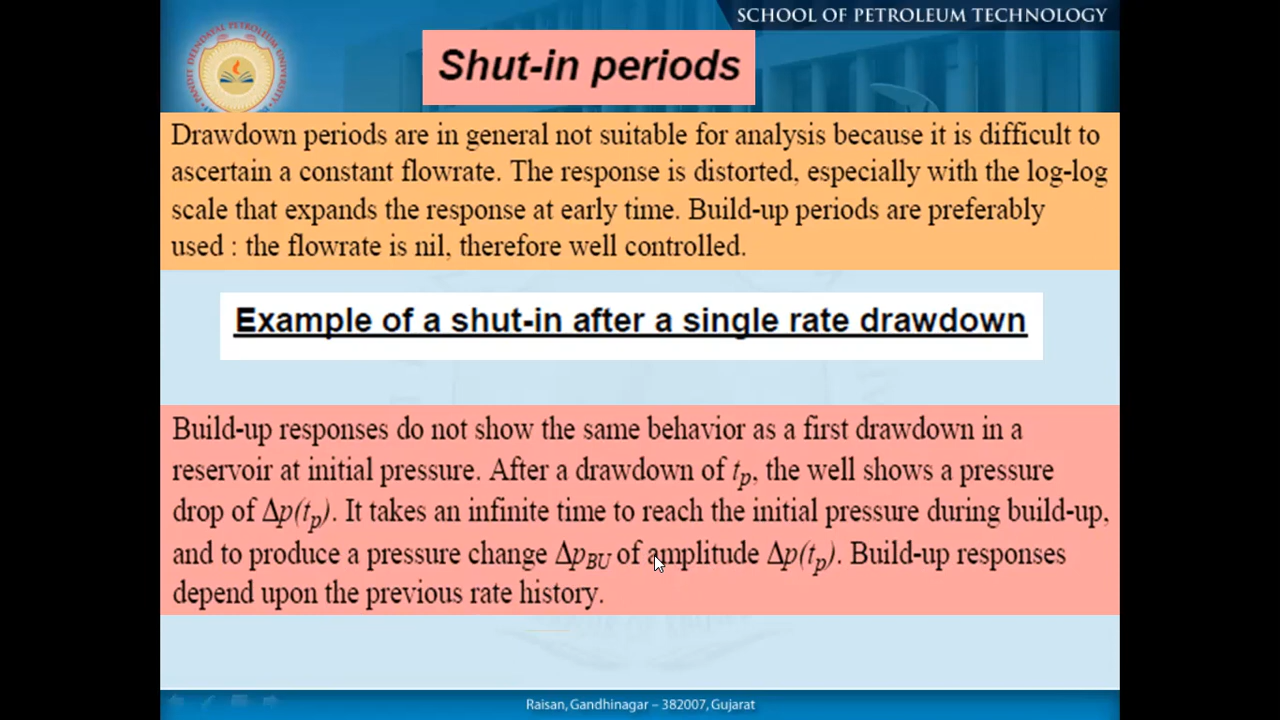 SCHOOL OF PETROLEUM TECHNOLOGY
PANDIT DEENDAYAL PETROLEUM UNIVERSITY
Shut-in periods
Drawdown periods are in general not suitable for analysis because it is difficult to
ascertain a constant flowrate. The response is distorted, especially with the log-log
scale that expands the response at early time. Build-up periods are preferably
used : the flowrate is nil, therefore well controlled.
Example of a shut-in after a single rate drawdown
Build-up responses do not show the same behavior as a first drawdown in a
reservoir at initial pressure. After a drawdown of tₚ, the well shows a pressure
drop of Δp(tₚ). It takes an infinite time to reach the initial pressure during build-up,
and to produce a pressure change Δp_BU of amplitude Δp(tₚ). Build-up responses
depend upon the previous rate history.
Raisan, Gandhinagar – 382007, Gujarat